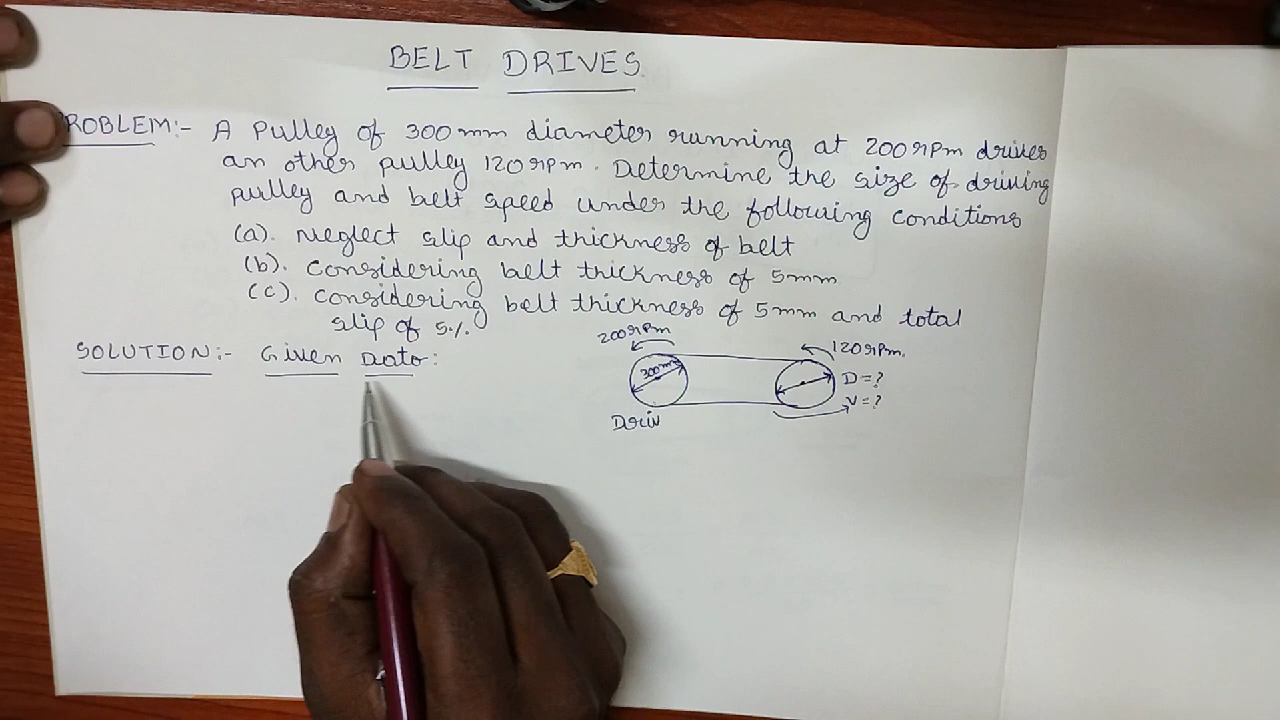 BELT DRIVES
ROBLEM:- A pulley of 300mm diameter running at 200rpm drives
an other pulley 120rpm. Determine the size of driving
pulley and belt speed under the following conditions
(a). Neglect slip and thickness of belt
(b). Considering belt thickness of 5mm
(c). Considering belt thickness of 5mm and total
slip of 5%
SOLUTION:- Given Data:
200rpm
120rpm.
300mm
D=?
V=?
Driv